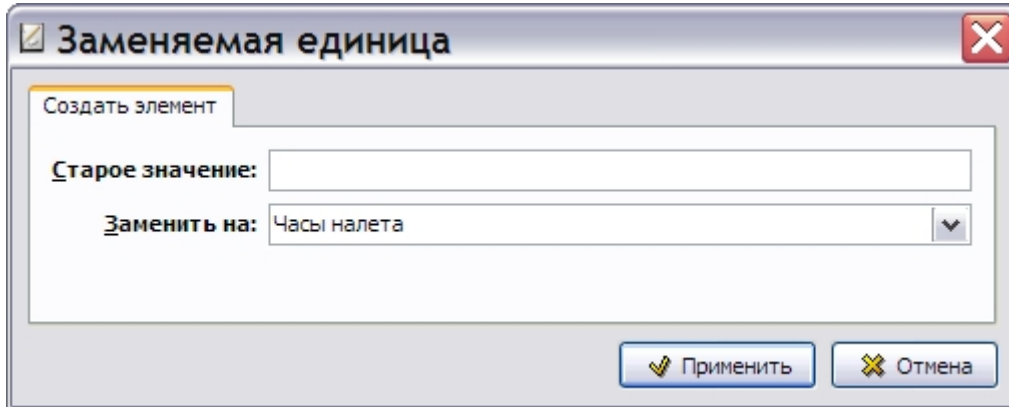 Заменяемая единица
Создать элемент
Старое значение:
Заменить на: Часы налета
Применить Отмена